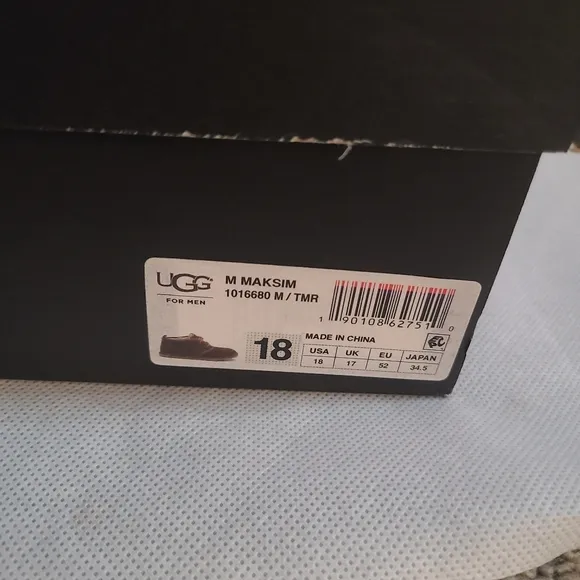 UGG
FOR MEN
M MAKSIM
1016680 M / TMR
1 90108 62751 0
18
MADE IN CHINA
USA UK EU JAPAN
18 17 52 34.5